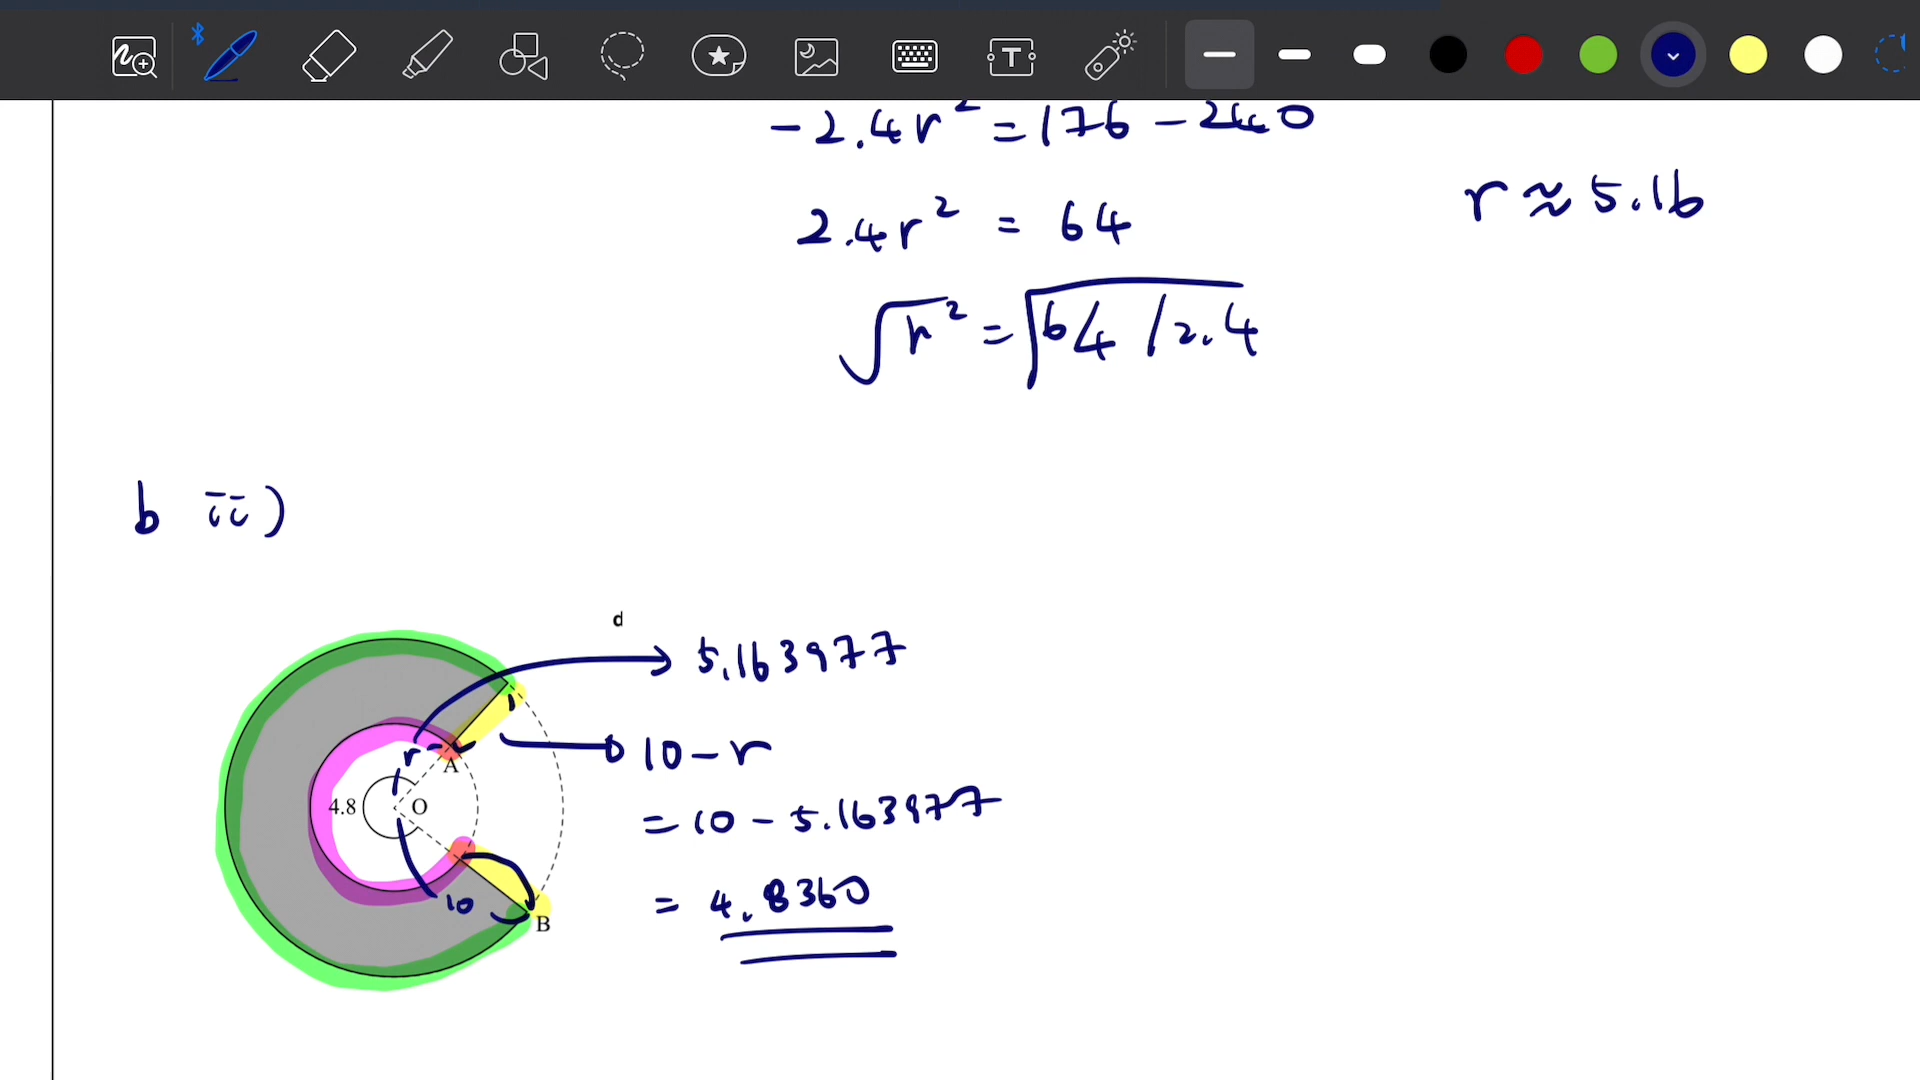 -2.4r² = 176 - 240
2.4r² = 64
r ≈ 5.16
√r² = √64/2.4
b ii)
d
5.163977
r
A
10 - r
4.8
O
= 10 - 5.163977
10
= 4.8360
B